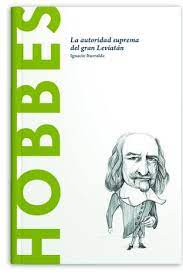 HOBBES
La autoridad suprema
del gran Leviatán
Ignacio Iturralde